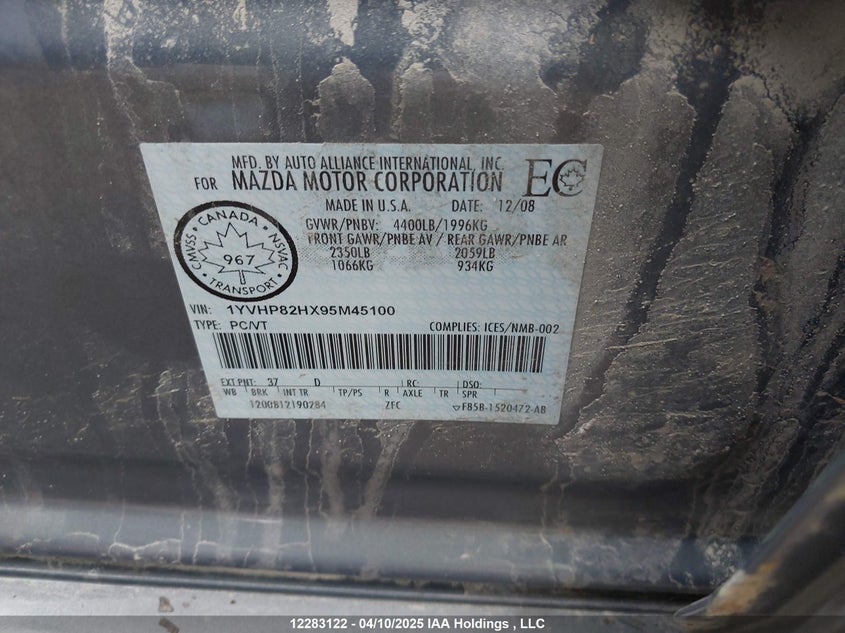 MFD. BY AUTO ALLIANCE INTERNATIONAL, INC.
FOR MAZDA MOTOR CORPORATION EC
MADE IN U.S.A. DATE: 12/08
GVWR/PNBV: 4400LB/1996KG
FRONT GAWR/PNBE AV / REAR GAWR/PNBE AR
2350LB 2059LB
1066KG 934KG
CANADA
CMVSS NSVAC
967
TRANSPORT
VIN: 1YVHP82HX95M45100
TYPE: PC/VT COMPLIES: ICES/NMB-002
EXT PNT: 37 D RC: DSO:
WB BRK INT TR TP/PS R AXLE TR SPR
1200812190284 ZFC F85B-1520472-AB
12283122 - 04/10/2025 IAA Holdings , LLC